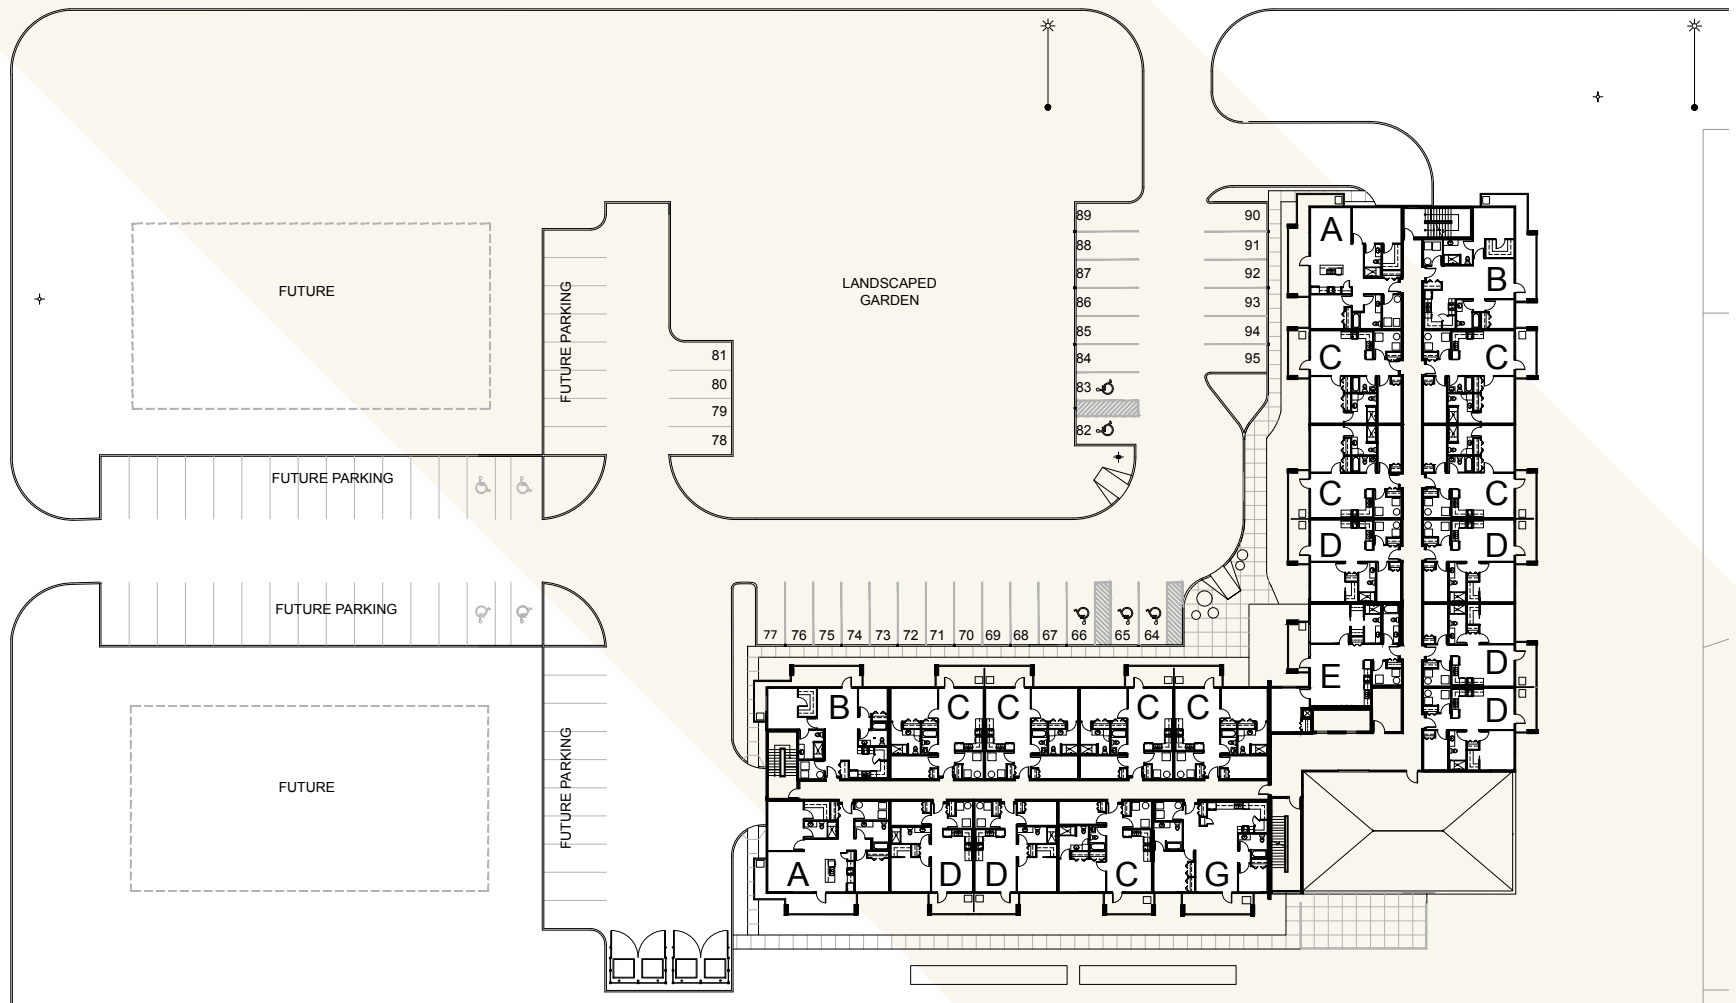 89
90
88
91
87
92
86
93
85
94
84
95
83
82
LANDSCAPED
GARDEN
FUTURE
FUTURE PARKING
81
80
79
78
FUTURE PARKING
FUTURE PARKING
77 76 75 74 73 72 71 70 69 68 67 66 65 64
FUTURE
FUTURE PARKING
A
B
C C
C C
D D
E D
D
B C C C C
A D D C G